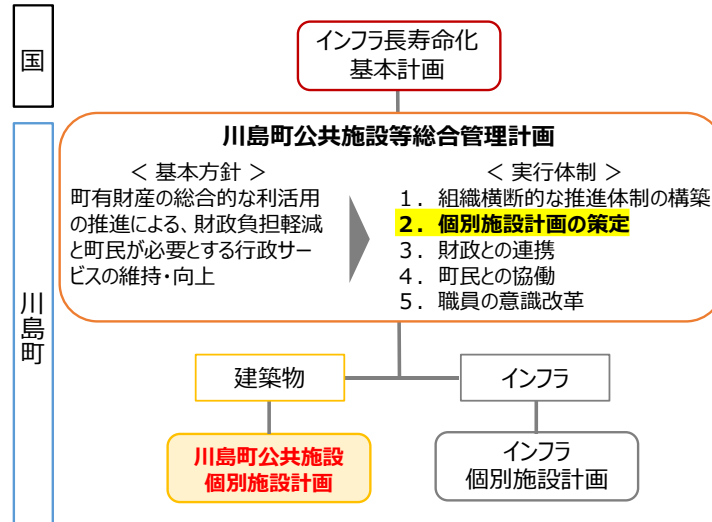 国
インフラ長寿命化
基本計画
川島町
川島町公共施設等総合管理計画
＜ 基本方針 ＞
町有財産の総合的な利活用
の推進による、財政負担軽減
と町民が必要とする行政サー
ビスの維持・向上
＜ 実行体制 ＞
１．組織横断的な推進体制の構築
２．個別施設計画の策定
３．財政との連携
４．町民との協働
５．職員の意識改革
建築物
インフラ
川島町公共施設
個別施設計画
インフラ
個別施設計画